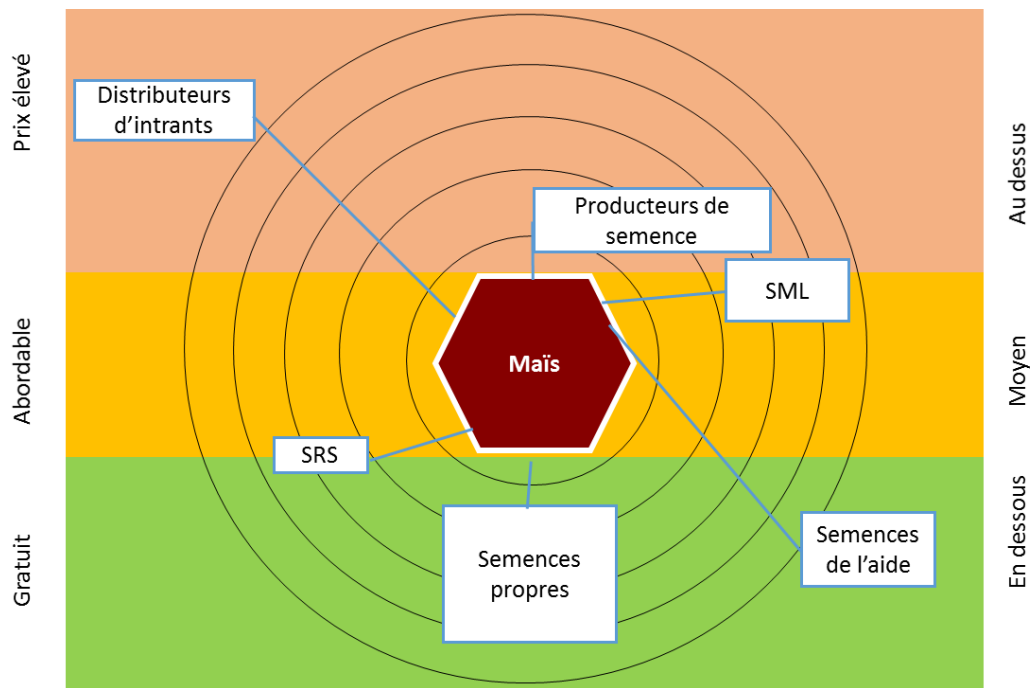 Prix élevé
Distributeurs
d'intrants
Au dessus
Producteurs de
semence
SML
Abordable
Maïs
Moyen
SRS
Gratuit
Semences
propres
Semences
de l'aide
En dessous